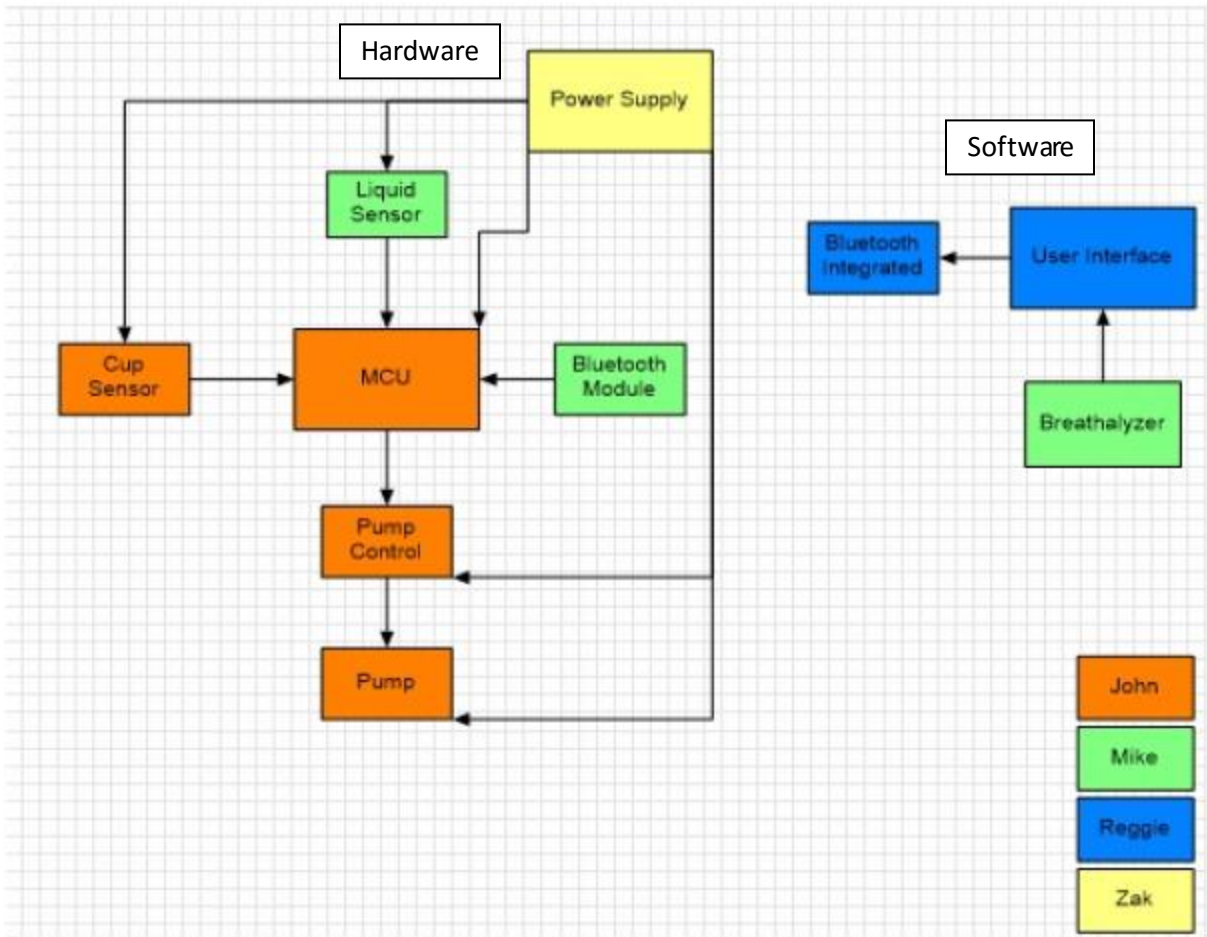 Hardware
Power Supply
Software
Liquid
Sensor
Bluetooth
Integrated
User Interface
Cup
Sensor
MCU
Bluetooth
Module
Breathalyzer
Pump
Control
Pump
John
Mike
Reggie
Zak